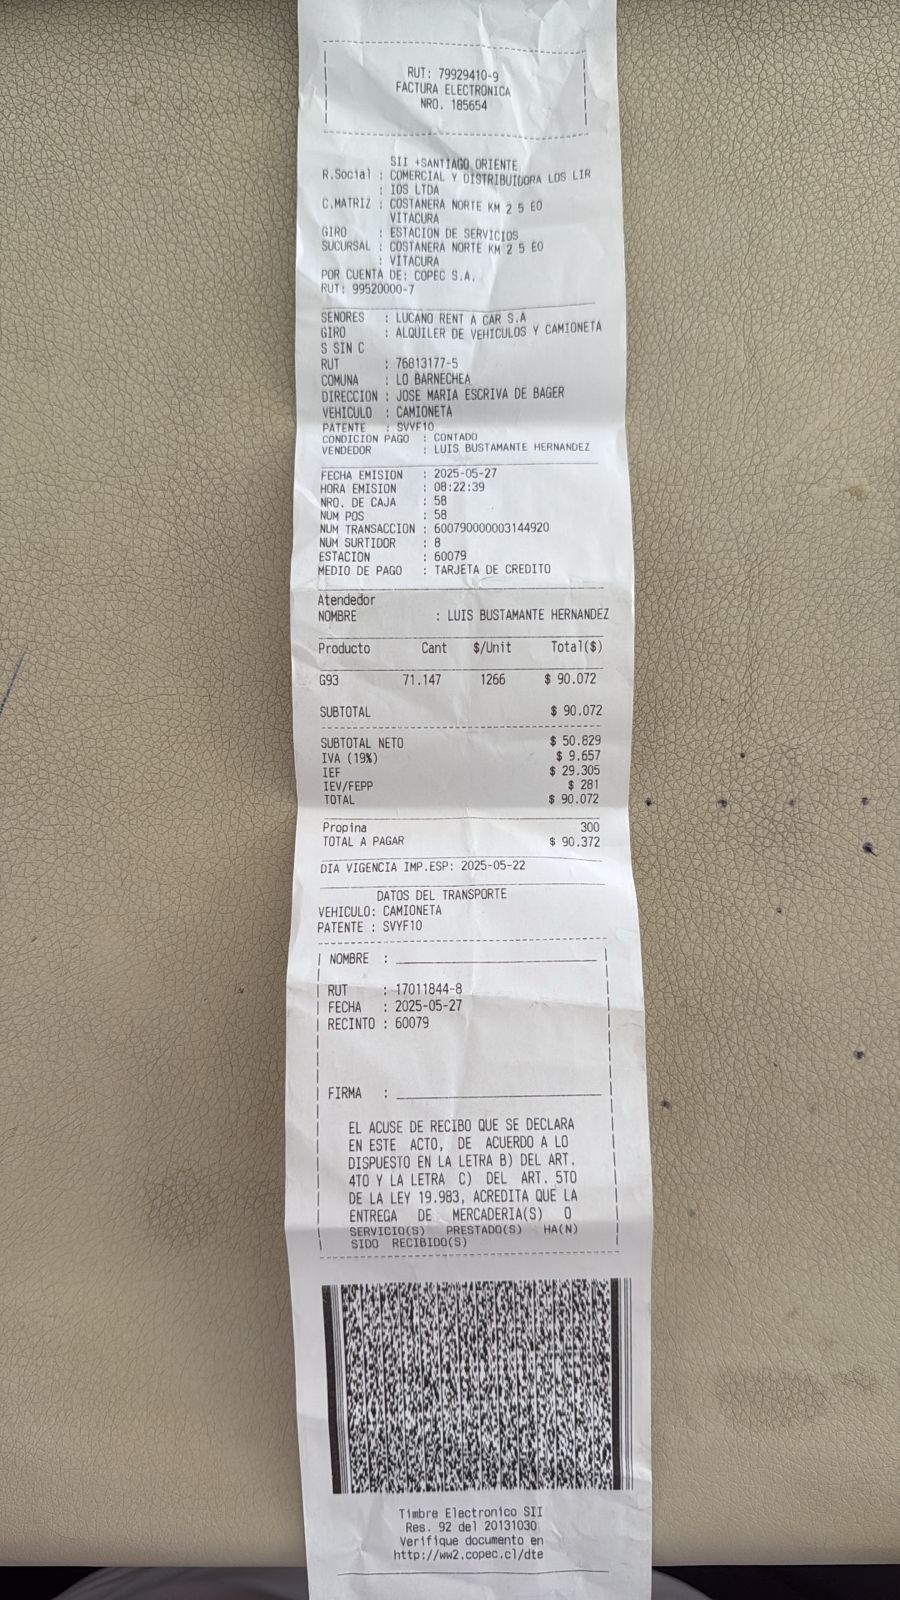 RUT: 79929410-9
FACTURA ELECTRONICA
NRO. 185654
SII +SANTIAGO ORIENTE
R.Social : COMERCIAL Y DISTRIBUIDORA LOS LIR
: IOS LTDA
C.MATRIZ : COSTANERA NORTE KM 2 5 EO
VITACURA
GIRO : ESTACION DE SERVICIOS
SUCURSAL : COSTANERA NORTE KM 2 5 EO
: VITACURA
POR CUENTA DE: COPEC S.A.
RUT: 99520000-7
SENORES : LUCANO RENT A CAR S.A
GIRO : ALQUILER DE VEHICULOS Y CAMIONETA
S SIN C
RUT : 76813177-5
COMUNA : LO BARNECHEA
DIRECCION : JOSE MARIA ESCRIVA DE BAGER
VEHICULO : CAMIONETA
PATENTE : SVYF10
CONDICION PAGO : CONTADO
VENDEDOR : LUIS BUSTAMANTE HERNANDEZ
FECHA EMISION : 2025-05-27
HORA EMISION : 08:22:39
NRO. DE CAJA : 58
NUM POS : 58
NUM TRANSACCION : 600790000003144920
NUM SURTIDOR : 8
ESTACION : 60079
MEDIO DE PAGO : TARJETA DE CREDITO
Atendedor
NOMBRE : LUIS BUSTAMANTE HERNANDEZ
Producto Cant $/Unit Total($)
G93 71.147 1266 $ 90.072
SUBTOTAL $ 90.072
SUBTOTAL NETO $ 50.829
IVA (19%) $ 9.657
IEF $ 29.305
IEV/FEPP $ 281
TOTAL $ 90.072
Propina 300
TOTAL A PAGAR $ 90.372
DIA VIGENCIA IMP.ESP: 2025-05-22
DATOS DEL TRANSPORTE
VEHICULO: CAMIONETA
PATENTE : SVYF10
NOMBRE :
RUT : 17011844-8
FECHA : 2025-05-27
RECINTO : 60079
FIRMA :
EL ACUSE DE RECIBO QUE SE DECLARA
EN ESTE ACTO, DE ACUERDO A LO
DISPUESTO EN LA LETRA B) DEL ART.
4TO Y LA LETRA C) DEL ART. 5TO
DE LA LEY 19.983, ACREDITA QUE LA
ENTREGA DE MERCADERIA(S) O
SERVICIO(S) PRESTADO(S) HA(N)
SIDO RECIBIDO(S)
Timbre Electronico SII
Res. 92 del 20131030
Verifique documento en
http://ww2.copec.cl/dte